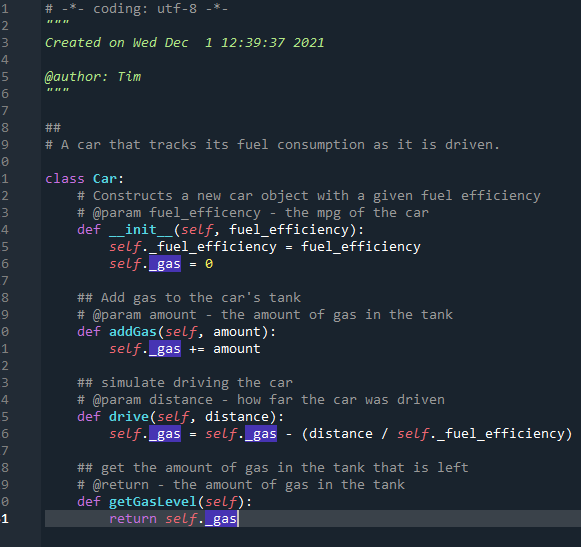 1 # -*- coding: utf-8 -*-
2 """
3 Created on Wed Dec  1 12:39:37 2021
4
5 @author: Tim
6 """
7
8 ##
9 # A car that tracks its fuel consumption as it is driven.
0
1 class Car:
2     # Constructs a new car object with a given fuel efficiency
3     # @param fuel_efficency - the mpg of the car
4     def __init__(self, fuel_efficiency):
5         self._fuel_efficiency = fuel_efficiency
6         self._gas = 0
7
8     ## Add gas to the car's tank
9     # @param amount - the amount of gas in the tank
0     def addGas(self, amount):
1         self._gas += amount
2
3     ## simulate driving the car
4     # @param distance - how far the car was driven
5     def drive(self, distance):
6         self._gas = self._gas - (distance / self._fuel_efficiency)
7
8     ## get the amount of gas in the tank that is left
9     # @return - the amount of gas in the tank
0     def getGasLevel(self):
1         return self._gas